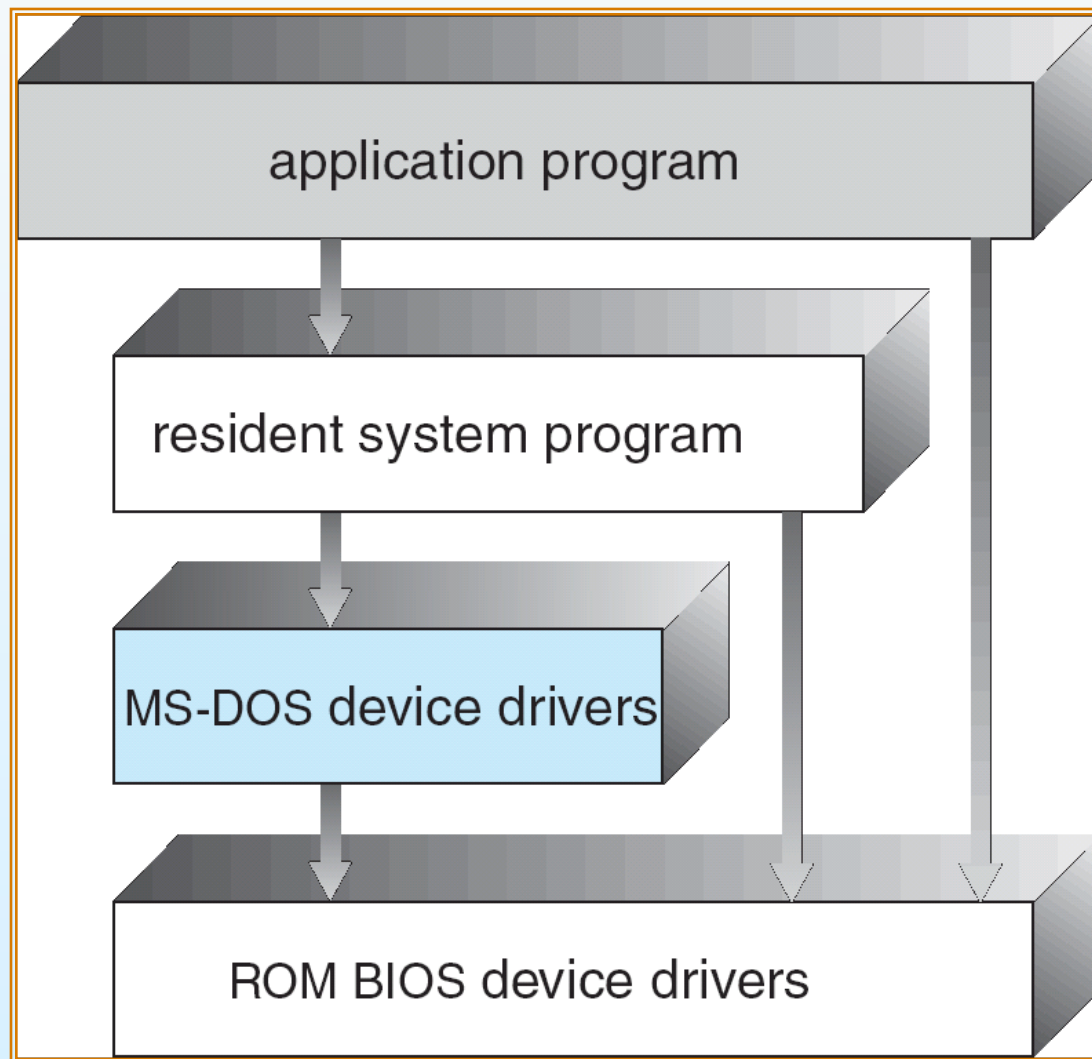 application program
resident system program
MS-DOS device drivers
ROM BIOS device drivers